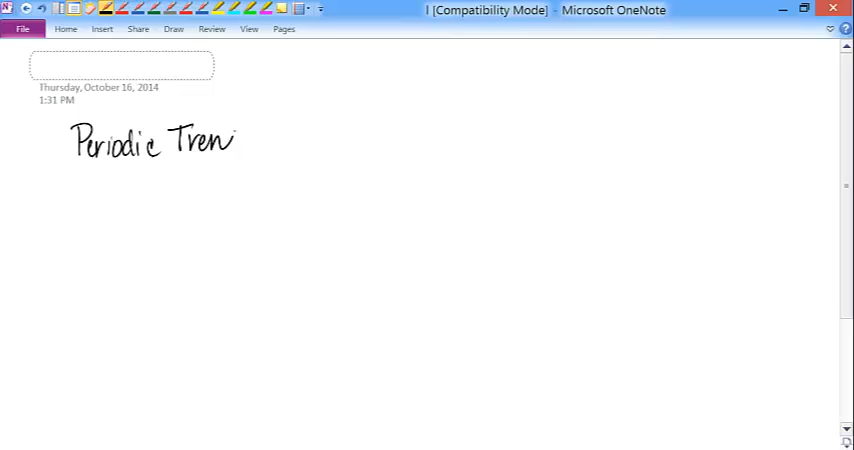 I [Compatibility Mode] - Microsoft OneNote
File Home Insert Share Draw Review View Pages
Thursday, October 16, 2014
1:31 PM
Periodic Tren